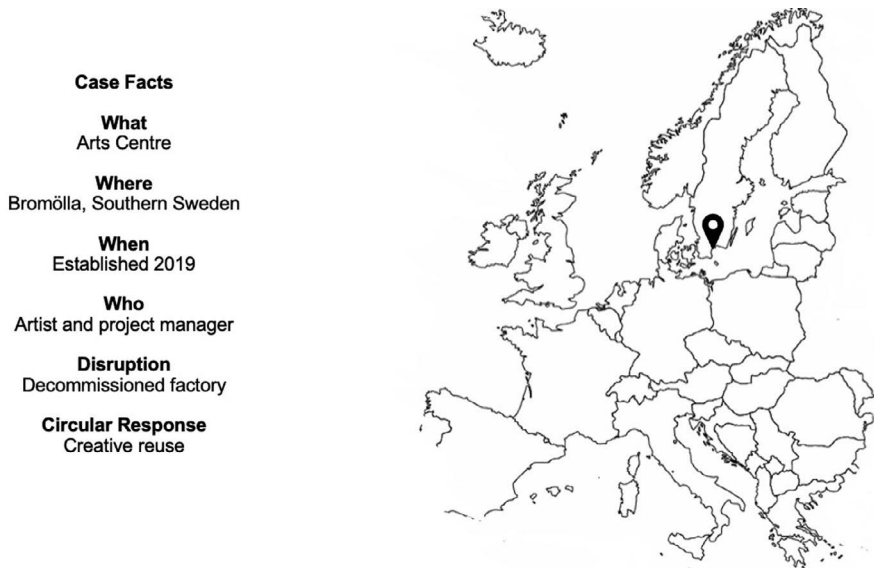 Case Facts
What
Arts Centre
Where
Bromölla, Southern Sweden
When
Established 2019
Who
Artist and project manager
Disruption
Decommissioned factory
Circular Response
Creative reuse